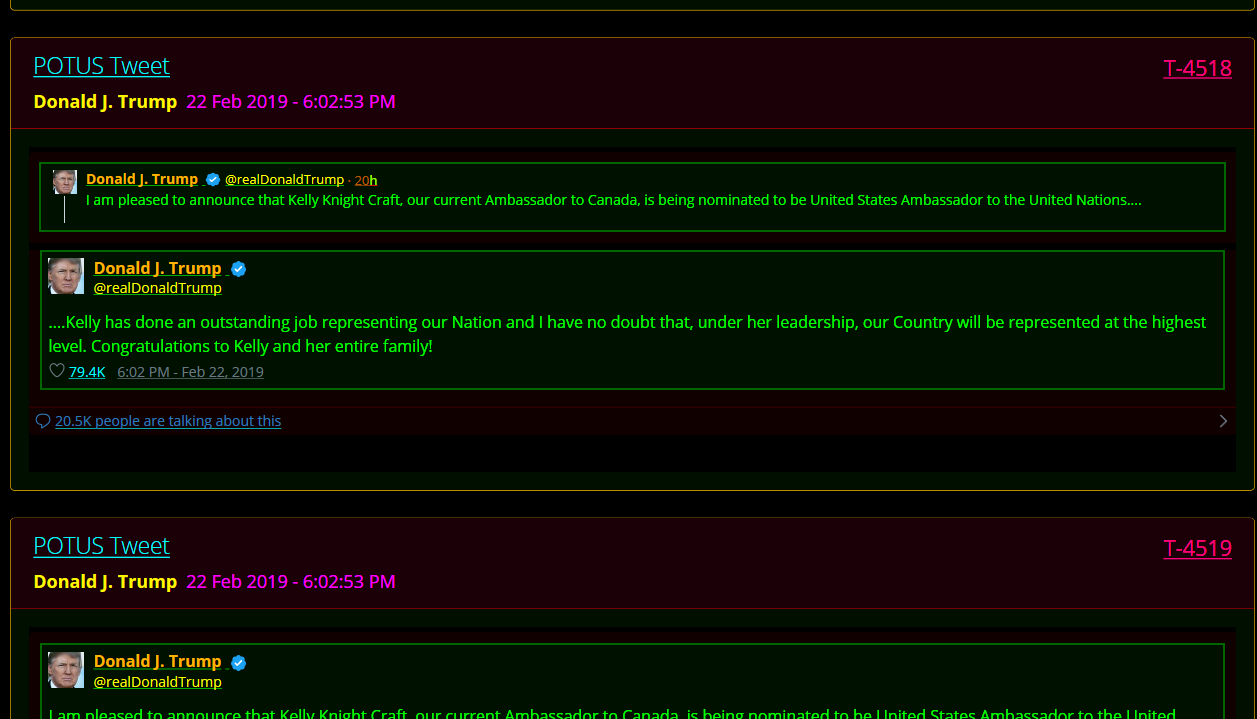 POTUS Tweet T-4518
Donald J. Trump 22 Feb 2019 - 6:02:53 PM
Donald J. Trump @realDonaldTrump · 20h
I am pleased to announce that Kelly Knight Craft, our current Ambassador to Canada, is being nominated to be United States Ambassador to the United Nations....
Donald J. Trump
@realDonaldTrump
....Kelly has done an outstanding job representing our Nation and I have no doubt that, under her leadership, our Country will be represented at the highest
level. Congratulations to Kelly and her entire family!
79.4K 6:02 PM - Feb 22, 2019
20.5K people are talking about this
POTUS Tweet T-4519
Donald J. Trump 22 Feb 2019 - 6:02:53 PM
Donald J. Trump
@realDonaldTrump
I am pleased to announce that Kelly Knight Craft, our current Ambassador to Canada, is being nominated to be United States Ambassador to the United